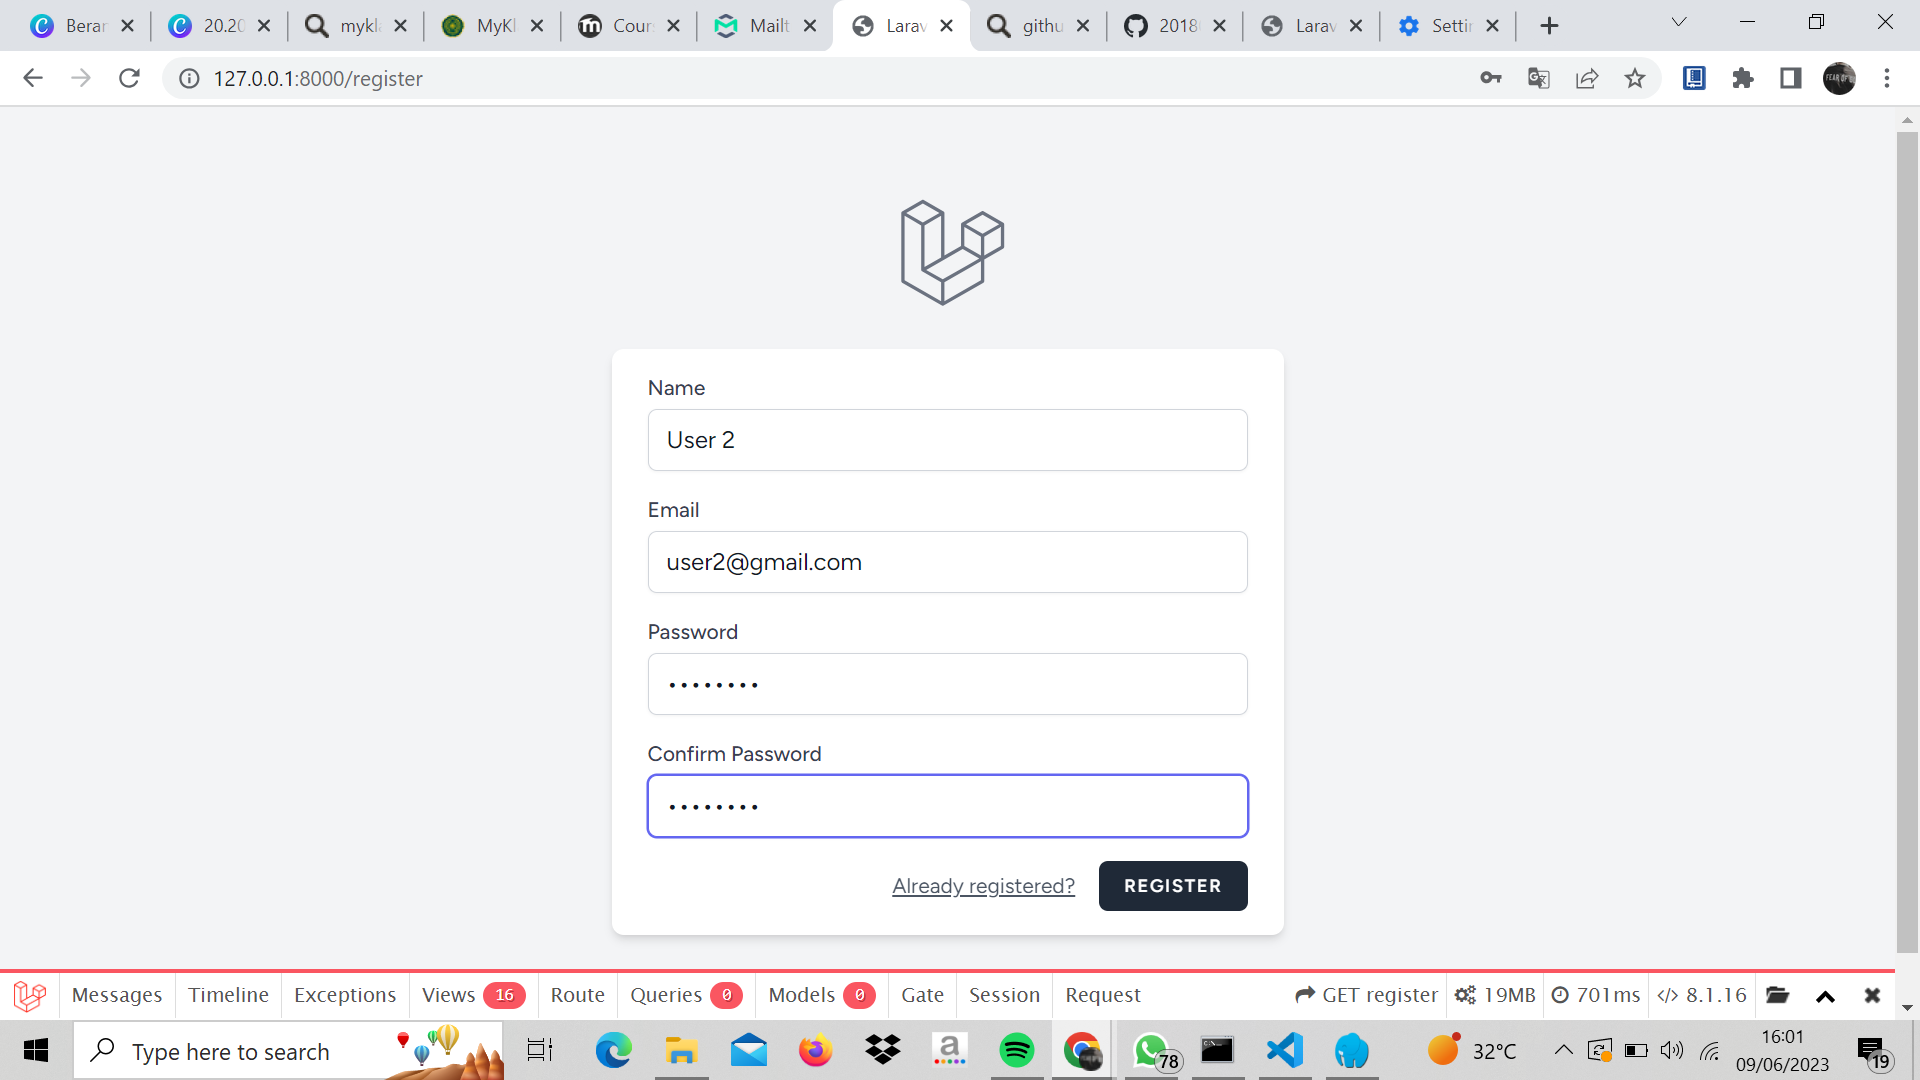 Berar
20.20
mykl
MyKl
Cour
Mailt
Larav
githu
2018
Larav
Settir
127.0.0.1:8000/register
FEAR OF
Name
User 2
Email
user2@gmail.com
Password
••••••••
Confirm Password
••••••••
Already registered? REGISTER
Messages Timeline Exceptions Views 16 Route Queries 0 Models 0 Gate Session Request GET register 19MB 701ms </> 8.1.16
Type here to search
a
78
32°C
16:01
09/06/2023
19